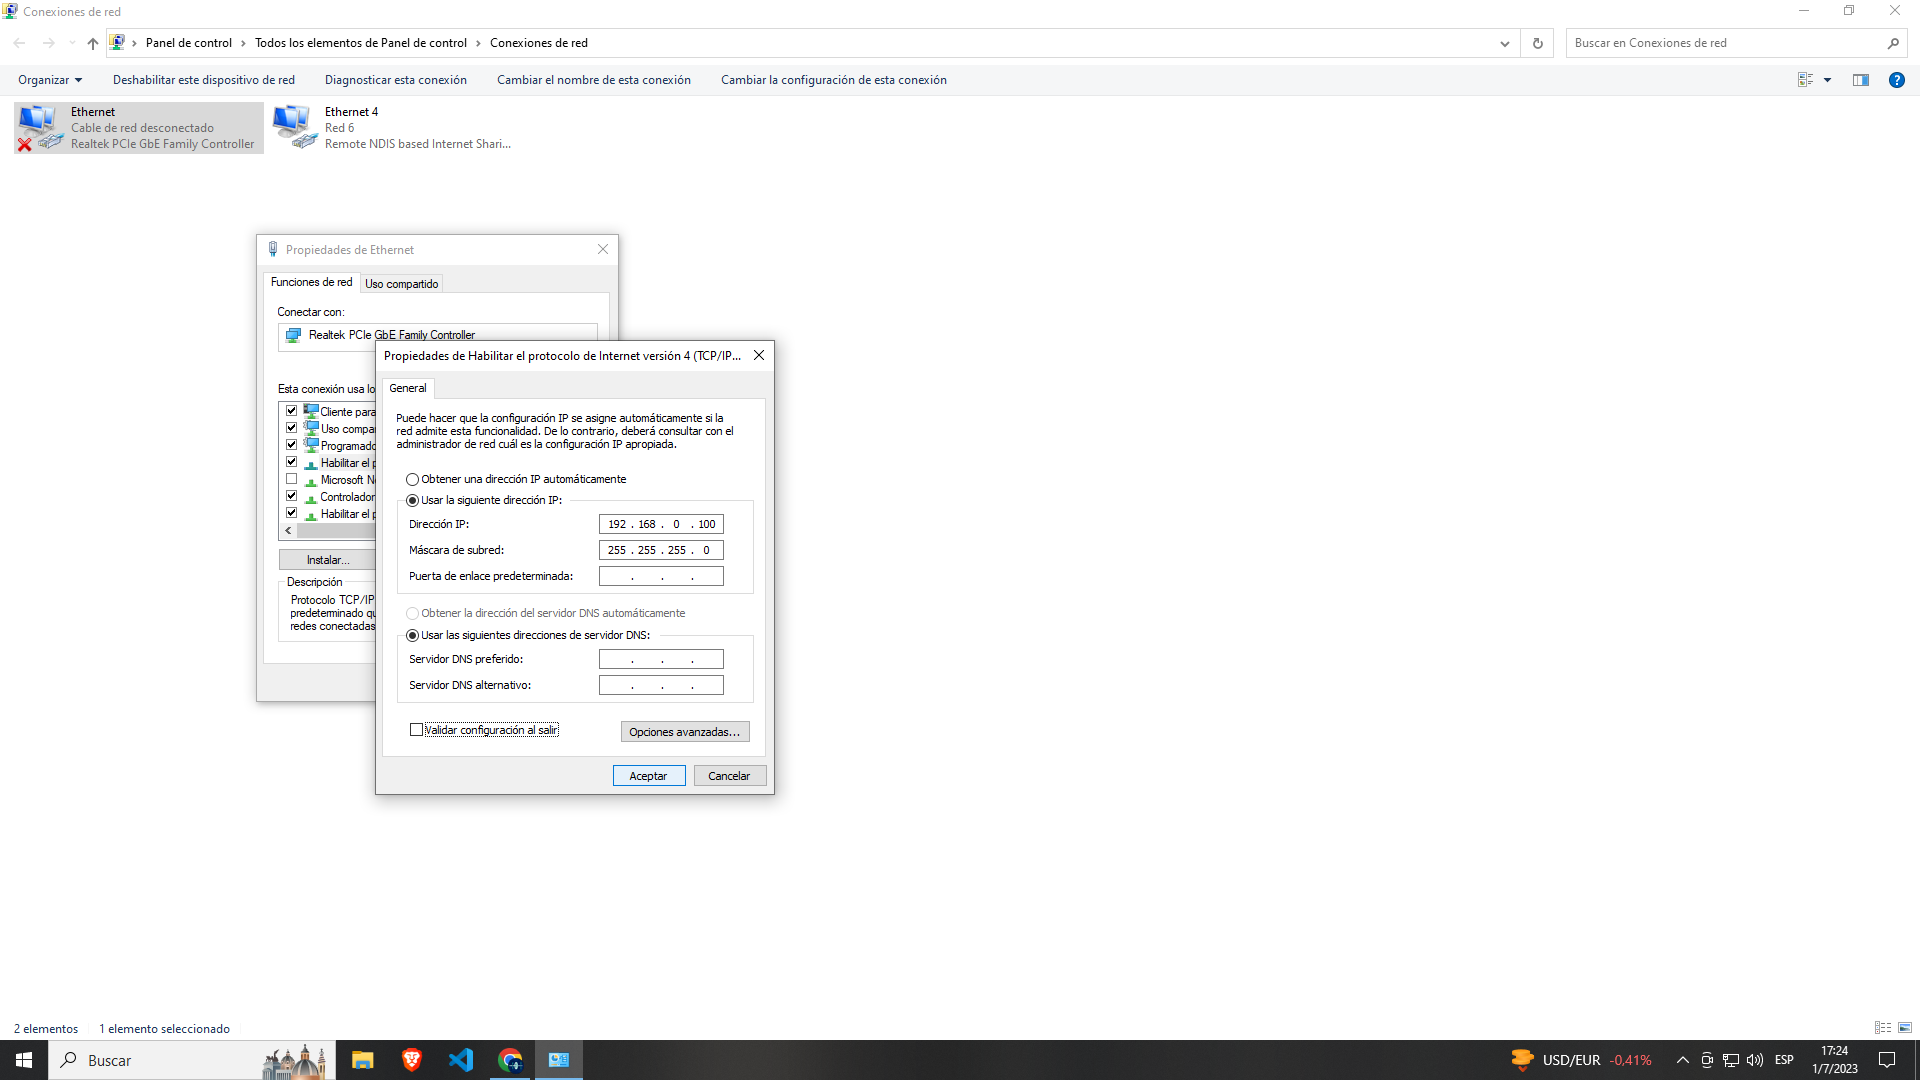 Conexiones de red
Panel de control > Todos los elementos de Panel de control > Conexiones de red
Buscar en Conexiones de red
Organizar
Deshabilitar este dispositivo de red
Diagnosticar esta conexión
Cambiar el nombre de esta conexión
Cambiar la configuración de esta conexión
Ethernet
Cable de red desconectado
Realtek PCIe GbE Family Controller
Ethernet 4
Red 6
Remote NDIS based Internet Shari...
Propiedades de Ethernet
Funciones de red
Uso compartido
Conectar con:
Realtek PCIe GbE Family Controller
Esta conexión usa lo
Cliente para
Uso compar
Programado
Habilitar el p
Microsoft N
Controlador
Habilitar el p
Instalar...
Descripción
Protocolo TCP/IP
predeterminado qu
redes conectadas
Propiedades de Habilitar el protocolo de Internet versión 4 (TCP/IP...
General
Puede hacer que la configuración IP se asigne automáticamente si la
red admite esta funcionalidad. De lo contrario, deberá consultar con el
administrador de red cuál es la configuración IP apropiada.
Obtener una dirección IP automáticamente
Usar la siguiente dirección IP:
Dirección IP: 192 . 168 . 0 . 100
Máscara de subred: 255 . 255 . 255 . 0
Puerta de enlace predeterminada: . . .
Obtener la dirección del servidor DNS automáticamente
Usar las siguientes direcciones de servidor DNS:
Servidor DNS preferido: . . .
Servidor DNS alternativo: . . .
Validar configuración al salir
Opciones avanzadas...
Aceptar
Cancelar
2 elementos
1 elemento seleccionado
Buscar
USD/EUR -0,41%
ESP
17:24
1/7/2023